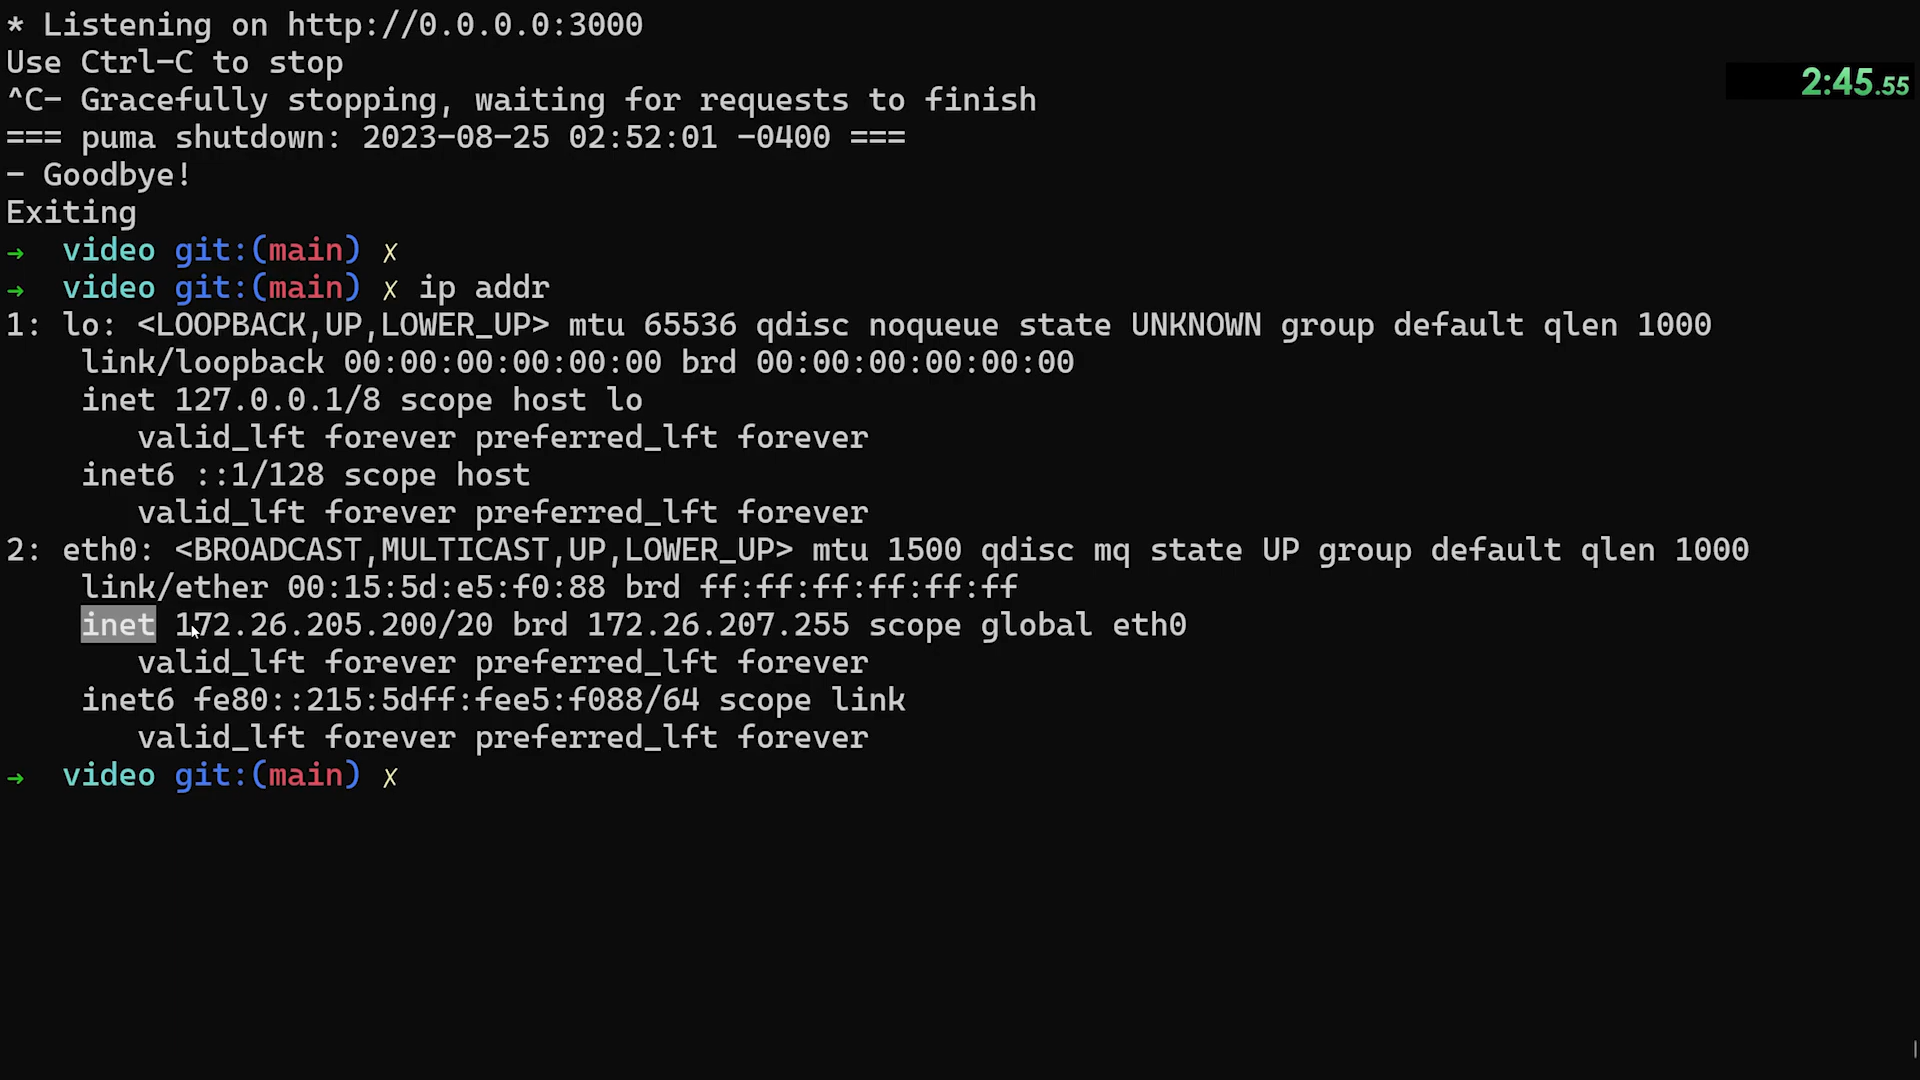 * Listening on http://0.0.0.0:3000
Use Ctrl-C to stop
2:45.55
^C- Gracefully stopping, waiting for requests to finish
=== puma shutdown: 2023-08-25 02:52:01 -0400 ===
- Goodbye!
Exiting
→  video git:(main) ✗
→  video git:(main) ✗ ip addr
1: lo: <LOOPBACK,UP,LOWER_UP> mtu 65536 qdisc noqueue state UNKNOWN group default qlen 1000
    link/loopback 00:00:00:00:00:00 brd 00:00:00:00:00:00
    inet 127.0.0.1/8 scope host lo
       valid_lft forever preferred_lft forever
    inet6 ::1/128 scope host
       valid_lft forever preferred_lft forever
2: eth0: <BROADCAST,MULTICAST,UP,LOWER_UP> mtu 1500 qdisc mq state UP group default qlen 1000
    link/ether 00:15:5d:e5:f0:88 brd ff:ff:ff:ff:ff:ff
    inet 172.26.205.200/20 brd 172.26.207.255 scope global eth0
       valid_lft forever preferred_lft forever
    inet6 fe80::215:5dff:fee5:f088/64 scope link
       valid_lft forever preferred_lft forever
→  video git:(main) ✗